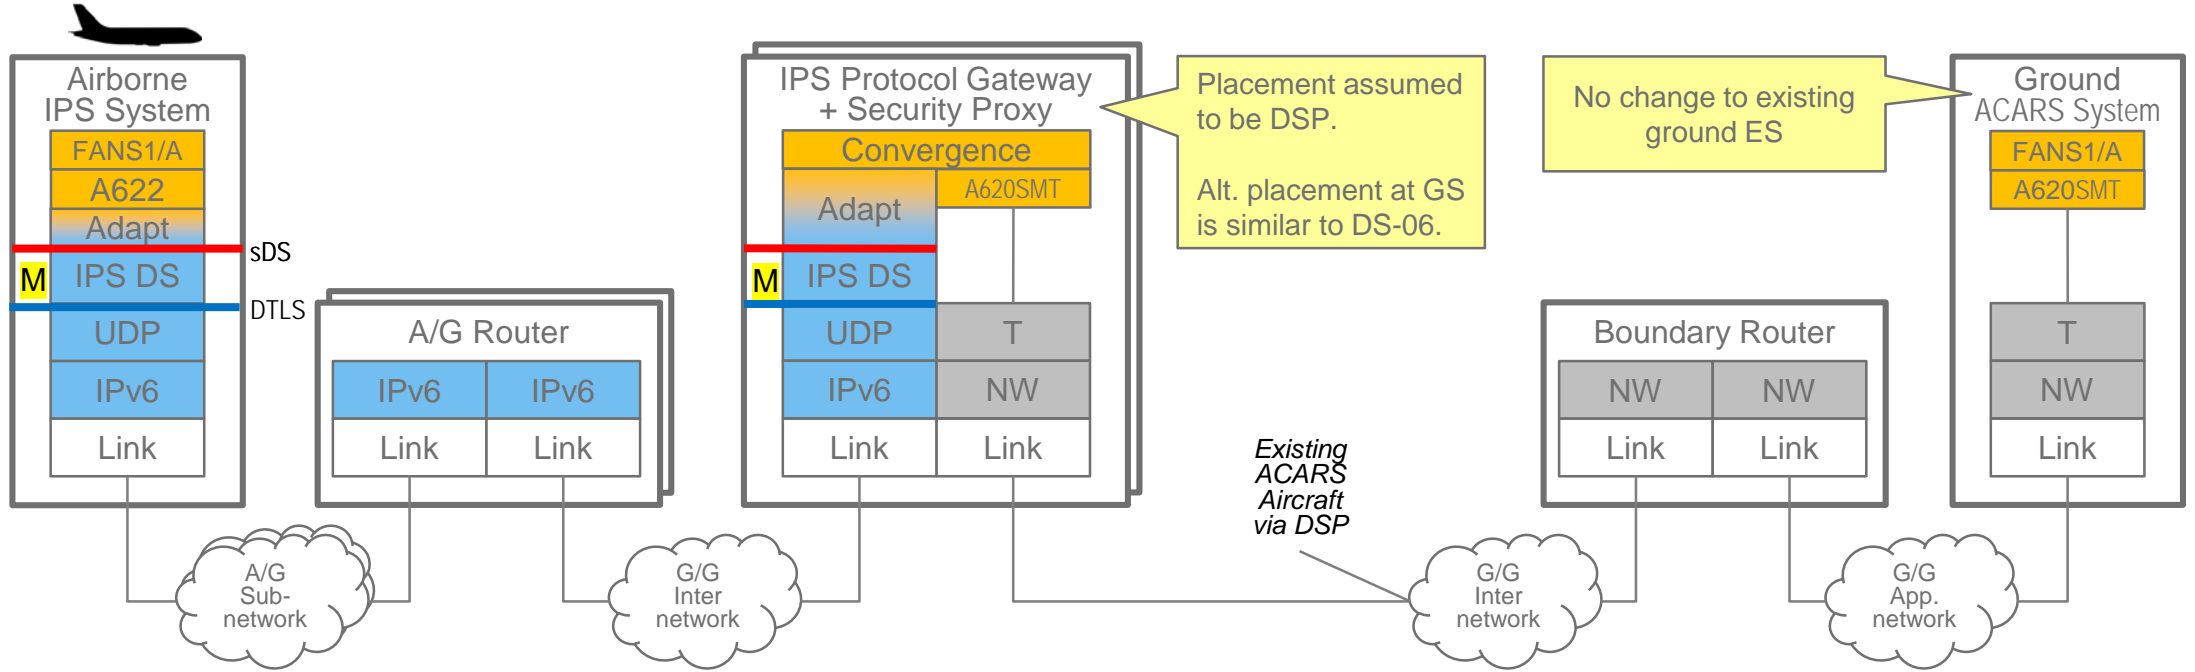 Airborne
IPS System
FANS1/A
A622
Adapt
sDS
M
IPS DS
DTLS
UDP
IPv6
Link
A/G Router
IPv6
IPv6
Link
Link
IPS Protocol Gateway
+ Security Proxy
Convergence
Adapt
A620SMT
M
IPS DS
UDP
T
IPv6
NW
Link
Link
Placement assumed
to be DSP.
Alt. placement at GS
is similar to DS-06.
No change to existing
ground ES
Boundary Router
NW
NW
Link
Link
Ground
ACARS System
FANS1/A
A620SMT
T
NW
Link
Existing
ACARS
Aircraft
via DSP
A/G
Sub-
network
G/G
Inter
network
G/G
Inter
network
G/G
App.
network